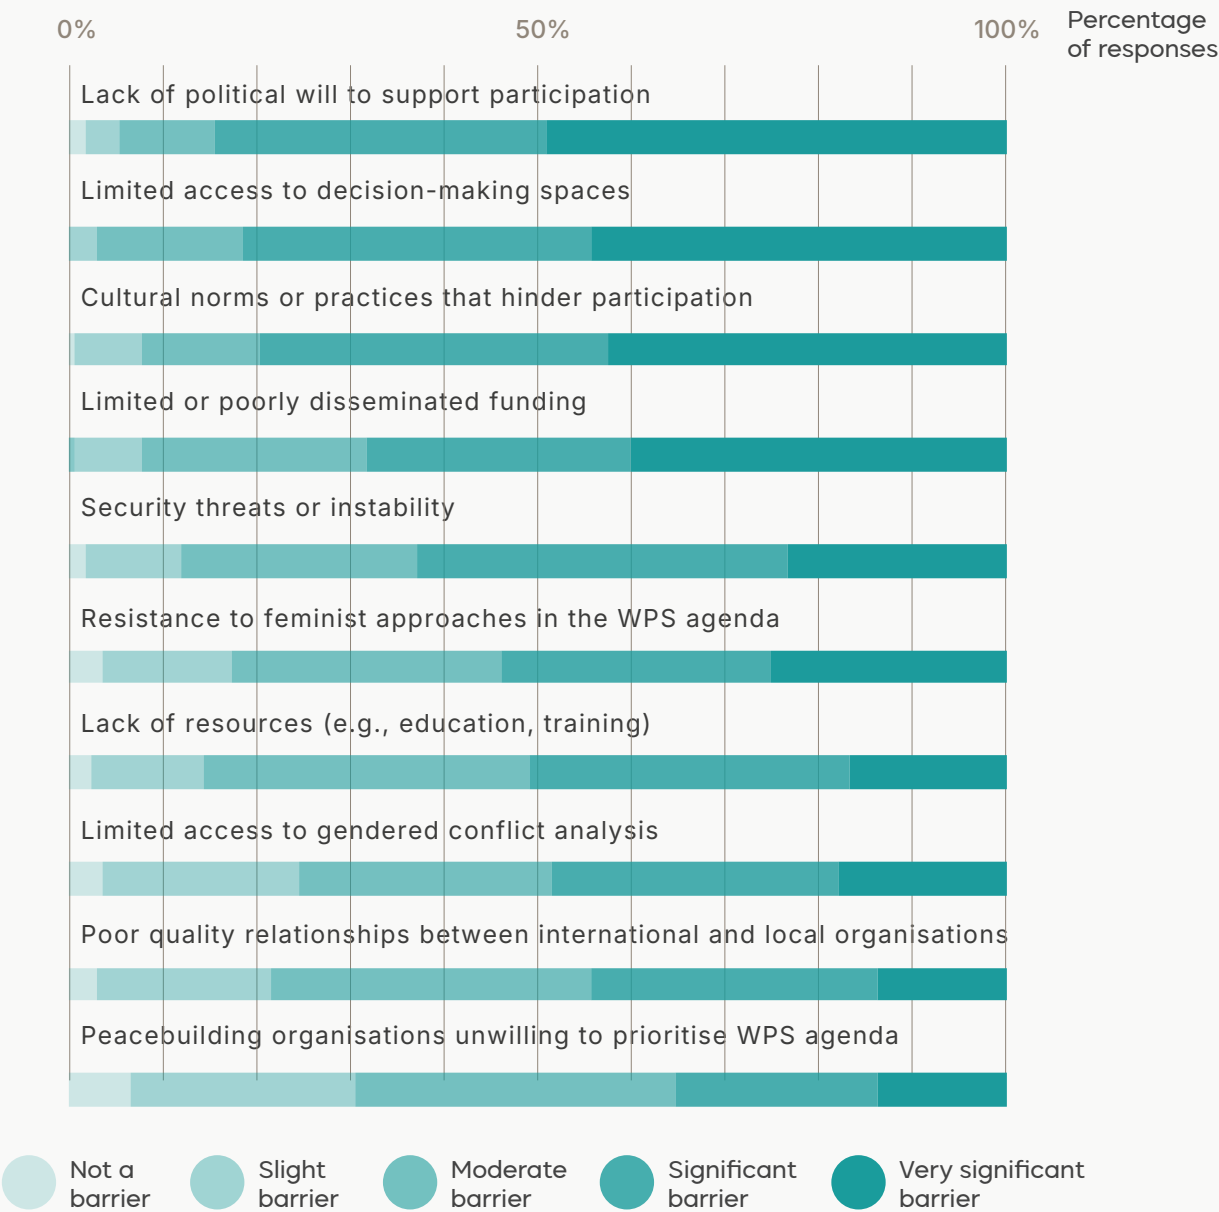 0%
50%
100%
Percentage
of responses
Lack of political will to support participation
Limited access to decision-making spaces
Cultural norms or practices that hinder participation
Limited or poorly disseminated funding
Security threats or instability
Resistance to feminist approaches in the WPS agenda
Lack of resources (e.g., education, training)
Limited access to gendered conflict analysis
Poor quality relationships between international and local organisations
Peacebuilding organisations unwilling to prioritise WPS agenda
Not a
barrier
Slight
barrier
Moderate
barrier
Significant
barrier
Very significant
barrier